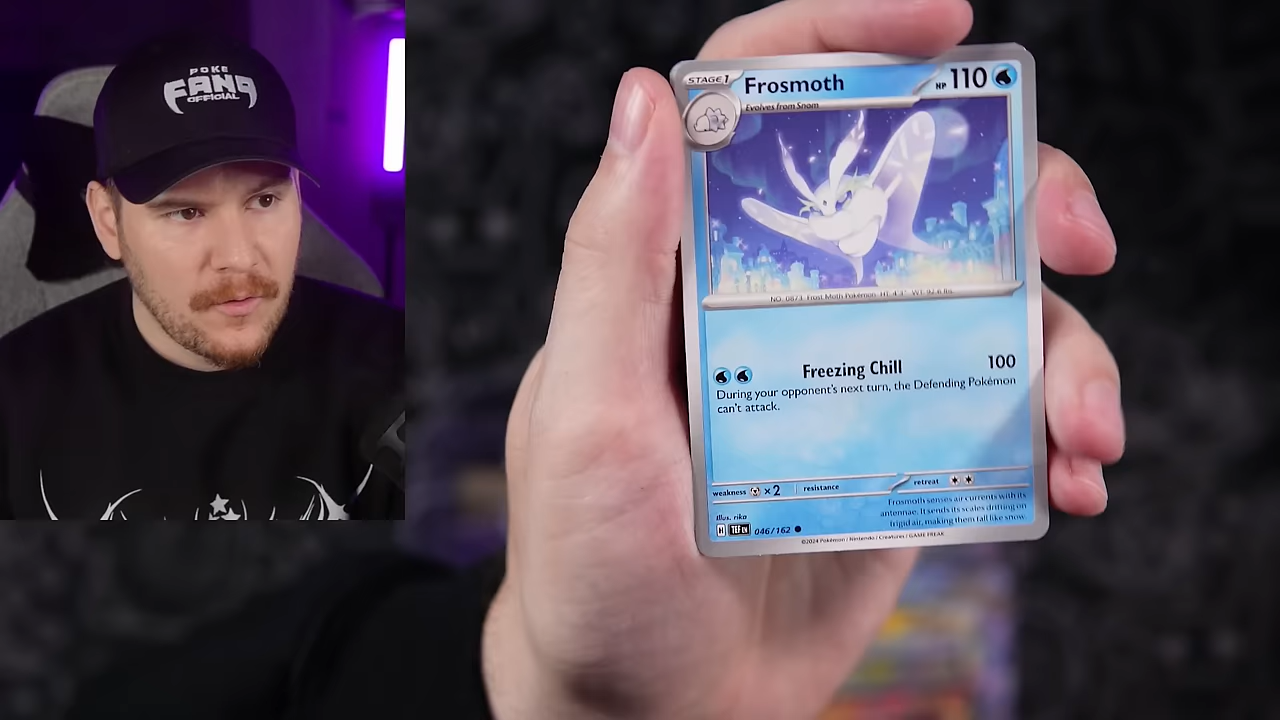 POKE
FANG
OFFICIAL
STAGE 1
Frosmoth
HP 110
Evolves from Snom
NO. 0873 Frost Moth Pokémon HT: 4'3" WT: 92.6 lbs.
Freezing Chill 100
During your opponent's next turn, the Defending Pokémon
can't attack.
weakness ×2 resistance retreat
Frosmoth senses air currents with its
antennae. It sends its scales drifting on
frigid air, making them fall like snow.
Illus. rika
H TEF EN 046/162
©2024 Pokémon / Nintendo / Creatures / GAME FREAK